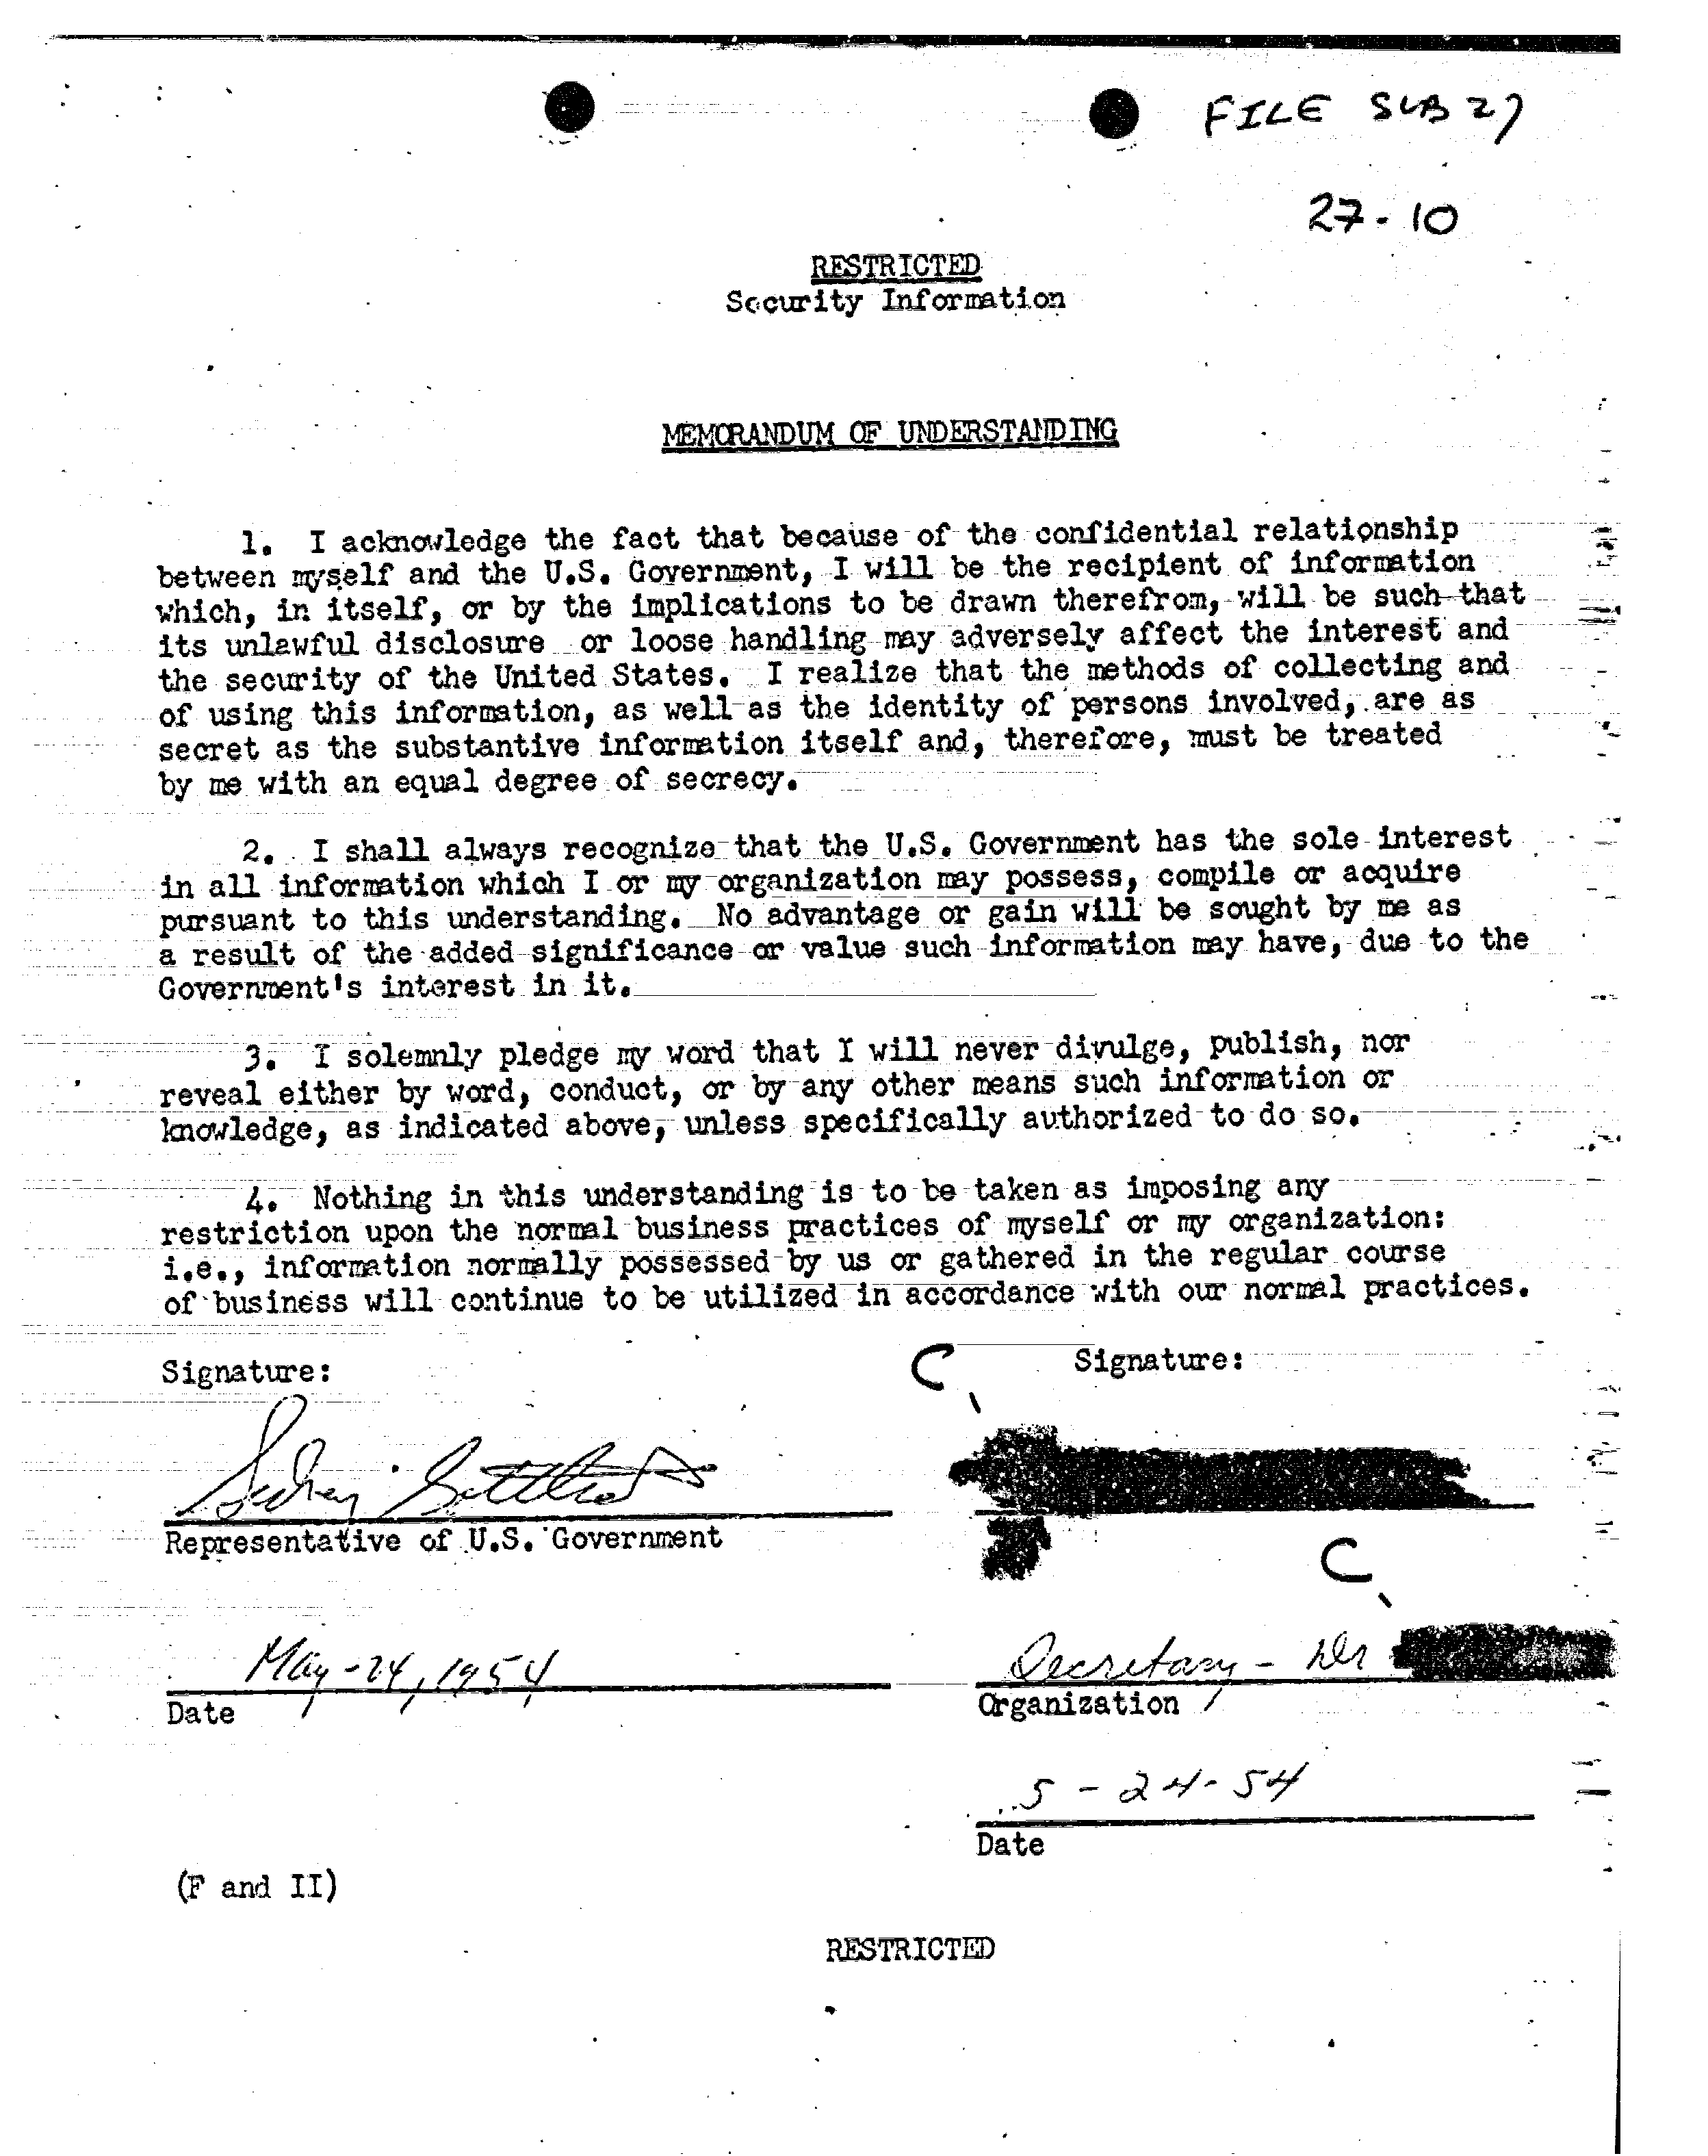 FILE SUB 27
27-10
RESTRICTED
Security Information
MEMORANDUM OF UNDERSTANDING
1. I acknowledge the fact that because of the confidential relationship
between myself and the U.S. Government, I will be the recipient of information
which, in itself, or by the implications to be drawn therefrom, will be such that
its unlawful disclosure or loose handling may adversely affect the interest and
the security of the United States. I realize that the methods of collecting and
of using this information, as well as the identity of persons involved, are as
secret as the substantive information itself and, therefore, must be treated
by me with an equal degree of secrecy.
2. I shall always recognize that the U.S. Government has the sole interest
in all information which I or my organization may possess, compile or acquire
pursuant to this understanding. No advantage or gain will be sought by me as
a result of the added significance or value such information may have, due to the
Government's interest in it.
3. I solemnly pledge my word that I will never divulge, publish, nor
reveal either by word, conduct, or by any other means such information or
knowledge, as indicated above, unless specifically authorized to do so.
4. Nothing in this understanding is to be taken as imposing any
restriction upon the normal business practices of myself or my organization:
i.e., information normally possessed by us or gathered in the regular course
of business will continue to be utilized in accordance with our normal practices.
Signature: C Signature:
Sidney Gottlieb
Representative of U.S. Government
C
May-24, 1954 Secretary - Dr
Date Organization
5-24-54
Date
(F and II)
RESTRICTED